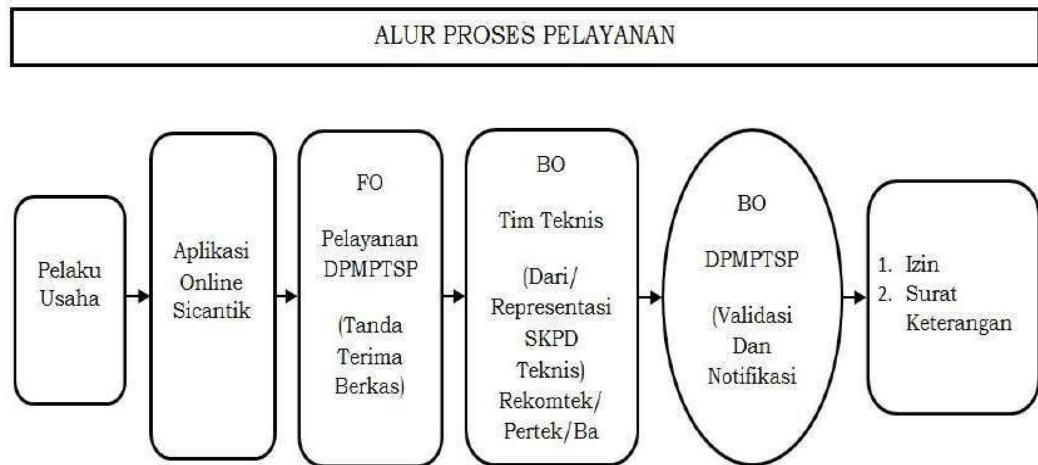 ALUR PROSES PELAYANAN
Pelaku
Usaha
Aplikasi
Online
Sicantik
FO
Pelayanan
DPMPTSP
(Tanda
Terima
Berkas)
BO
Tim Teknis
(Dari/
Representasi
SKPD
Teknis)
Rekomtek/
Pertek/Ba
BO
DPMPTSP
(Validasi
Dan
Notifikasi
1. Izin
2. Surat
Keterangan